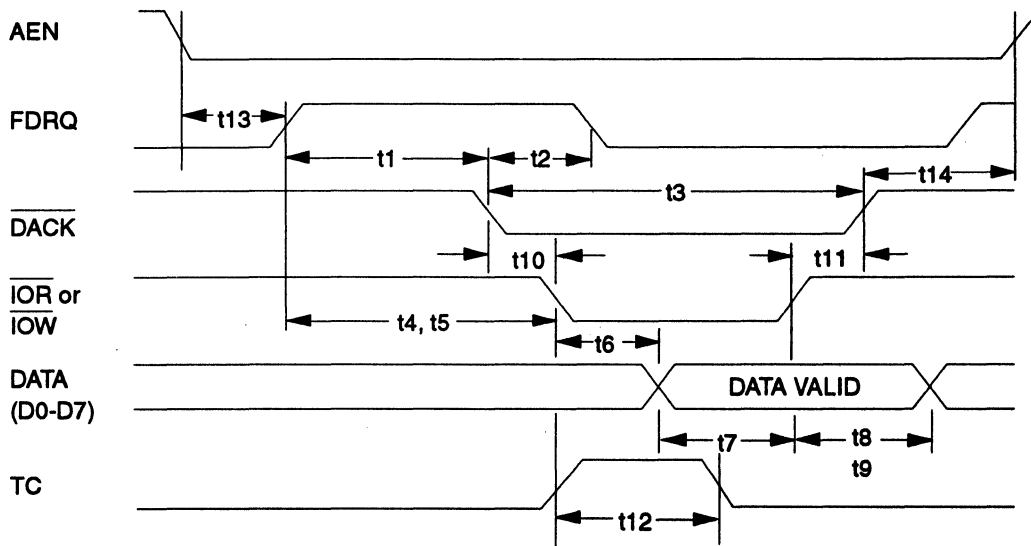 AEN
FDRQ
t13
t1
t2
t3
t14
DACK
t10
t11
IOR or
IOW
t4, t5
t6
DATA
(D0-D7)
DATA VALID
t7
t8
t9
TC
t12